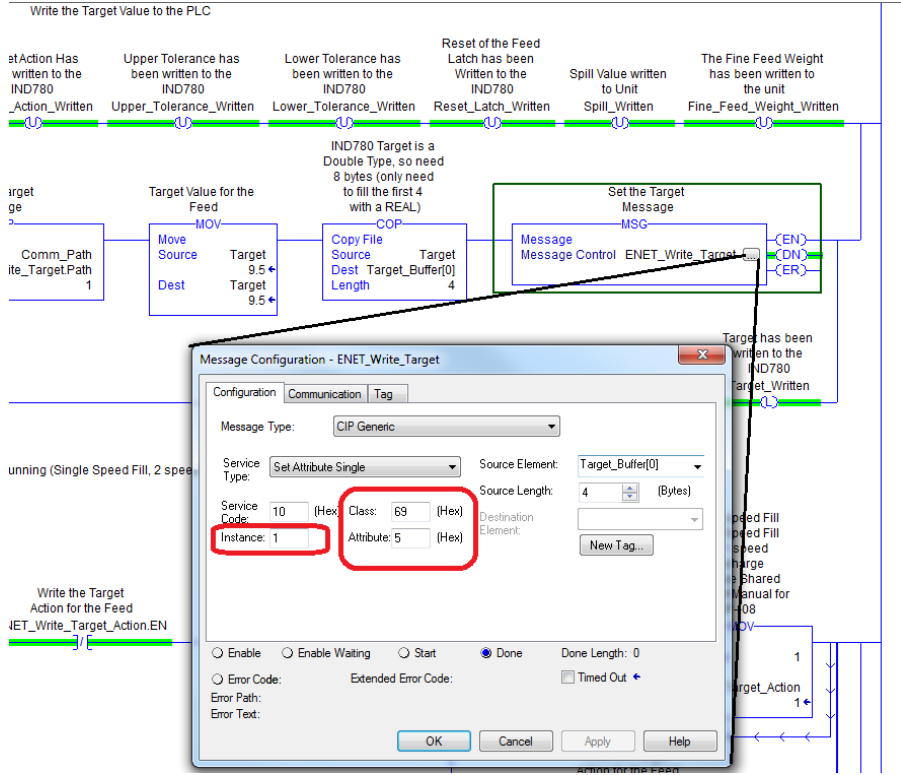 Write the Target Value to the PLC
et Action Has
written to the
IND780
_Action_Written
Upper Tolerance has
been written to the
IND780
Upper_Tolerance_Written
Lower Tolerance has
been written to the
IND780
Lower_Tolerance_Written
Reset of the Feed
Latch has been
Written to the
IND780
Reset_Latch_Written
Spill Value written
to Unit
Spill_Written
The Fine Feed Weight
has been written to
the unit
Fine_Feed_Weight_Written
U
U
U
U
U
U
arget
ge
Comm_Path
ite_Target.Path
1
Target Value for the
Feed
MOV
Move
Source Target
9.5
Dest Target
9.5
IND780 Target is a
Double Type, so need
8 bytes (only need
to fill the first 4
with a REAL)
COP
Copy File
Source Target
Dest Target_Buffer[0]
Length 4
Set the Target
Message
MSG
Message
Message Control ENET_Write_Target ...
EN
DN
ER
Target has been
written to the
IND780
Target_Written
L
Message Configuration - ENET_Write_Target
Configuration Communication Tag
Message Type: CIP Generic
Service
Type: Set Attribute Single
Source Element: Target_Buffer[0]
Source Length: 4 (Bytes)
Service
Code: 10 (Hex) Class: 69 (Hex)
Destination
Element:
Instance: 1 Attribute: 5 (Hex)
New Tag...
Enable Enable Waiting Start Done Done Length: 0
Error Code: Extended Error Code: Timed Out
Error Path:
Error Text:
OK Cancel Apply Help
unning (Single Speed Fill, 2 spee
Write the Target
Action for the Feed
NET_Write_Target_Action.EN
peed Fill
peed Fill
speed
harge
e Shared
Manual for
-08
MOV
1
arget_Action
1
Action for the Feed